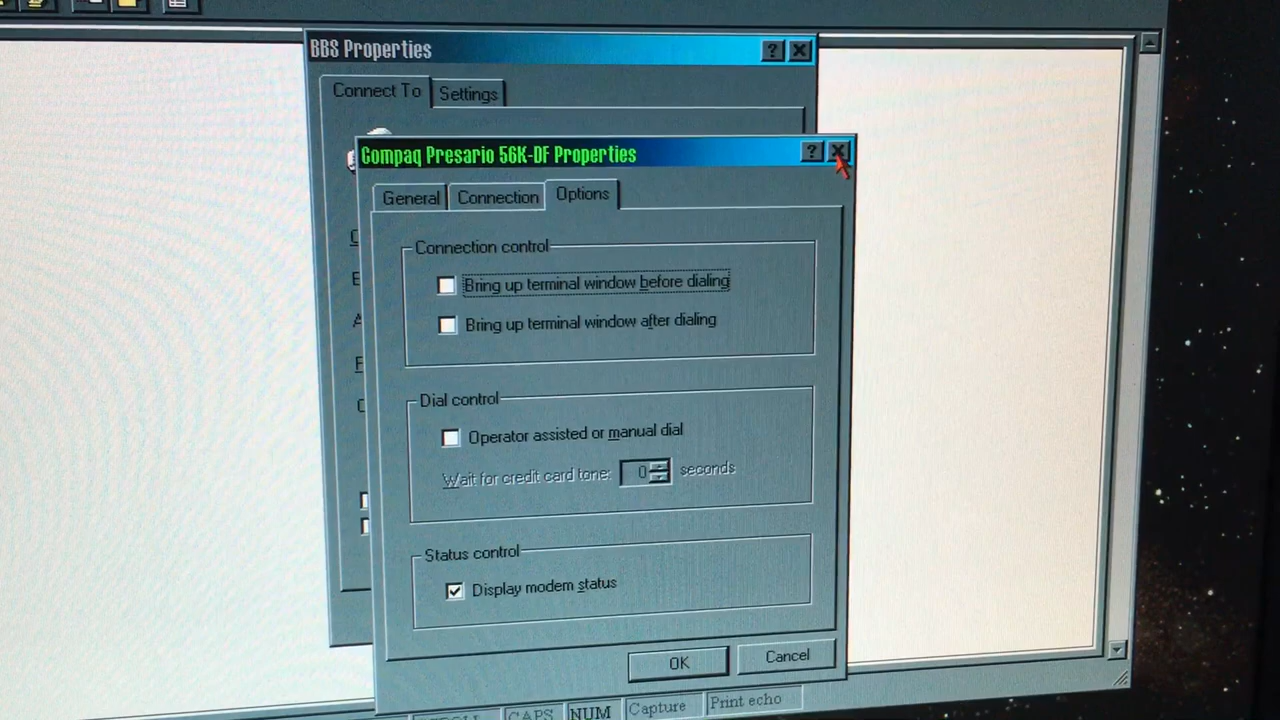 BBS Properties
Connect To
Settings
Compaq Presario 56K-DF Properties
General
Connection
Options
Connection control
Bring up terminal window before dialing
Bring up terminal window after dialing
Dial control
Operator assisted or manual dial
Wait for credit card tone: 0 seconds
Status control
Display modem status
OK
Cancel
CAPS
NUM
Capture
Print echo